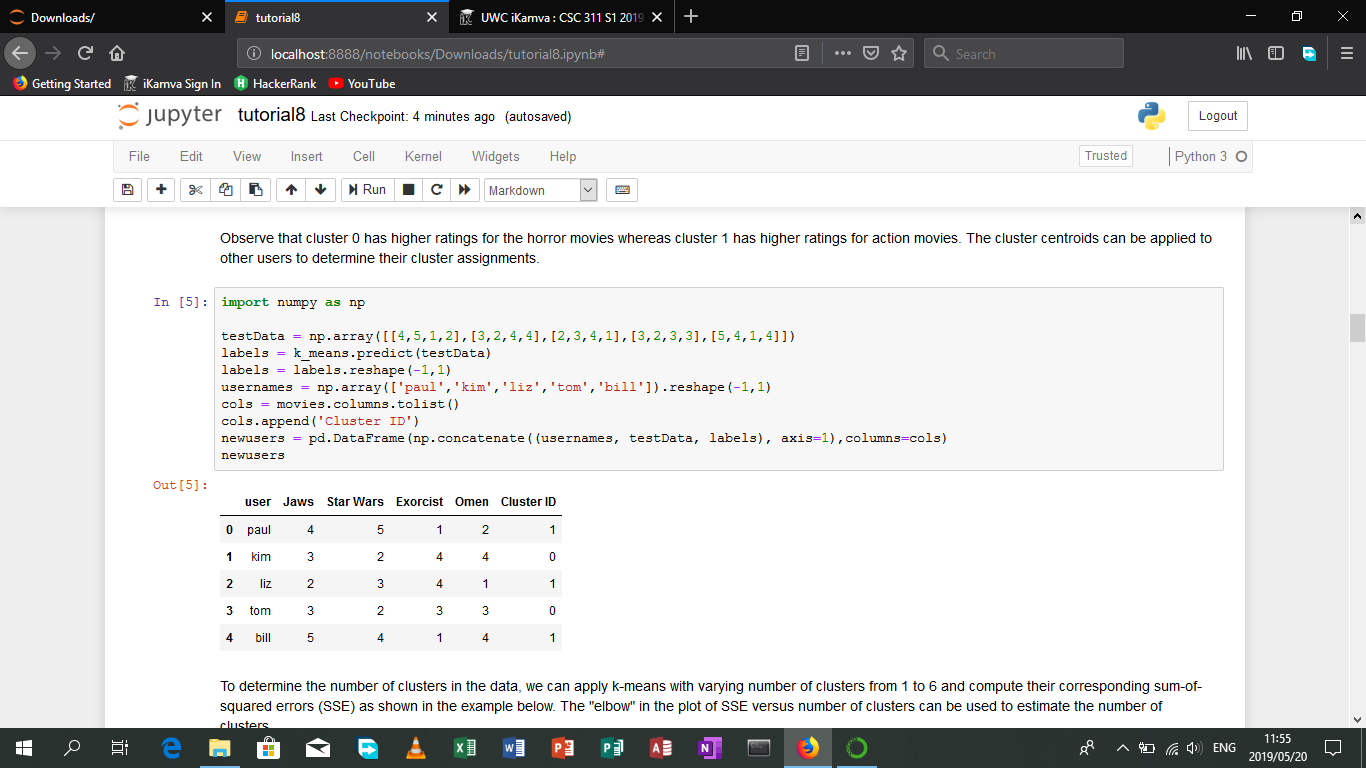 Downloads/
tutorial8
UWC iKamva : CSC 311 S1 2019
localhost:8888/notebooks/Downloads/tutorial8.ipynb#
Search
Getting Started
iKamva Sign In
HackerRank
YouTube
jupyter
tutorial8 Last Checkpoint: 4 minutes ago (autosaved)
Logout
File Edit View Insert Cell Kernel Widgets Help
Trusted
Python 3
Run
Markdown
Observe that cluster 0 has higher ratings for the horror movies whereas cluster 1 has higher ratings for action movies. The cluster centroids can be applied to
other users to determine their cluster assignments.
In [5]:
import numpy as np
testData = np.array([[4,5,1,2],[3,2,4,4],[2,3,4,1],[3,2,3,3],[5,4,1,4]])
labels = k_means.predict(testData)
labels = labels.reshape(-1,1)
usernames = np.array(['paul','kim','liz','tom','bill']).reshape(-1,1)
cols = movies.columns.tolist()
cols.append('Cluster ID')
newusers = pd.DataFrame(np.concatenate((usernames, testData, labels), axis=1),columns=cols)
newusers
Out[5]:
user Jaws Star Wars Exorcist Omen Cluster ID
0 paul 4 5 1 2 1
1 kim 3 2 4 4 0
2 liz 2 3 4 1 1
3 tom 3 2 3 3 0
4 bill 5 4 1 4 1
To determine the number of clusters in the data, we can apply k-means with varying number of clusters from 1 to 6 and compute their corresponding sum-of-
squared errors (SSE) as shown in the example below. The "elbow" in the plot of SSE versus number of clusters can be used to estimate the number of
clusters.
ENG
11:55
2019/05/20